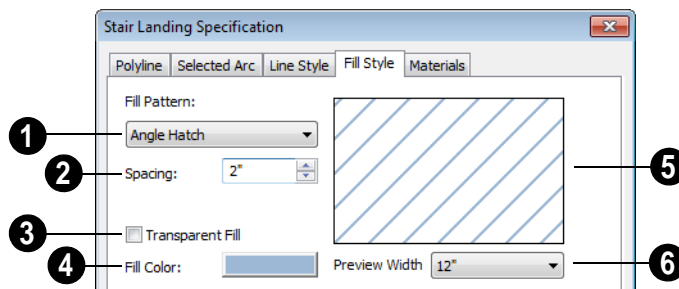 Stair Landing Specification
Polyline Selected Arc Line Style Fill Style Materials
Fill Pattern:
1 Angle Hatch
2 Spacing: 2" 5
3 Transparent Fill
4 Fill Color: Preview Width 12" 6